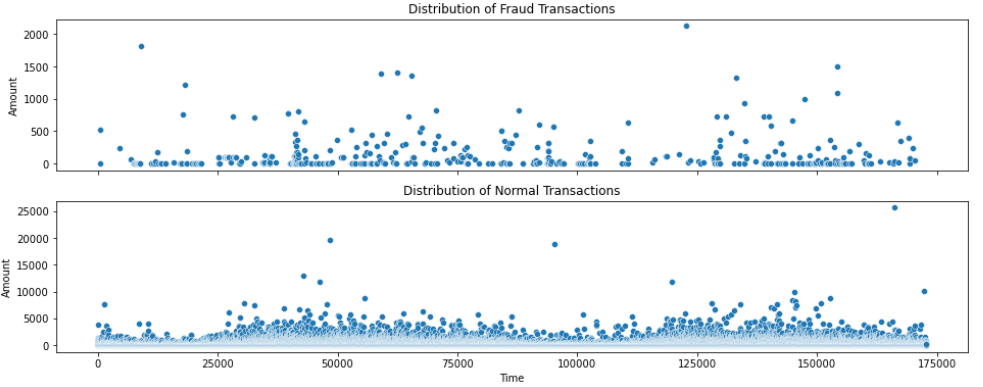 Distribution of Fraud Transactions
2000
1500
1000
500
0
Amount
Distribution of Normal Transactions
25000
20000
15000
10000
5000
0
Amount
0 25000 50000 75000 100000 125000 150000 175000
Time